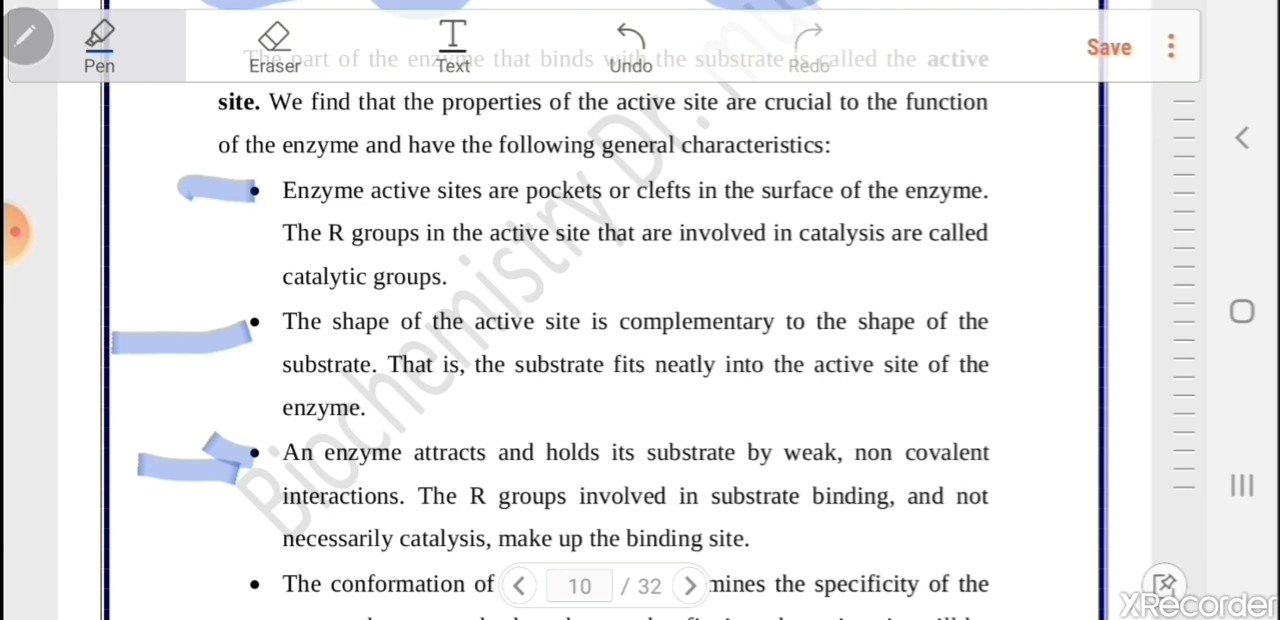 Pen
Eraser
Text
Undo
Redo
Save
The part of the enzyme that binds with the substrate is called the active
site. We find that the properties of the active site are crucial to the function
of the enzyme and have the following general characteristics:
• Enzyme active sites are pockets or clefts in the surface of the enzyme.
The R groups in the active site that are involved in catalysis are called
catalytic groups.
• The shape of the active site is complementary to the shape of the
substrate. That is, the substrate fits neatly into the active site of the
enzyme.
• An enzyme attracts and holds its substrate by weak, non covalent
interactions. The R groups involved in substrate binding, and not
necessarily catalysis, make up the binding site.
• The conformation of mines the specificity of the
10 / 32
Biochemistry Dr.
XRecorder